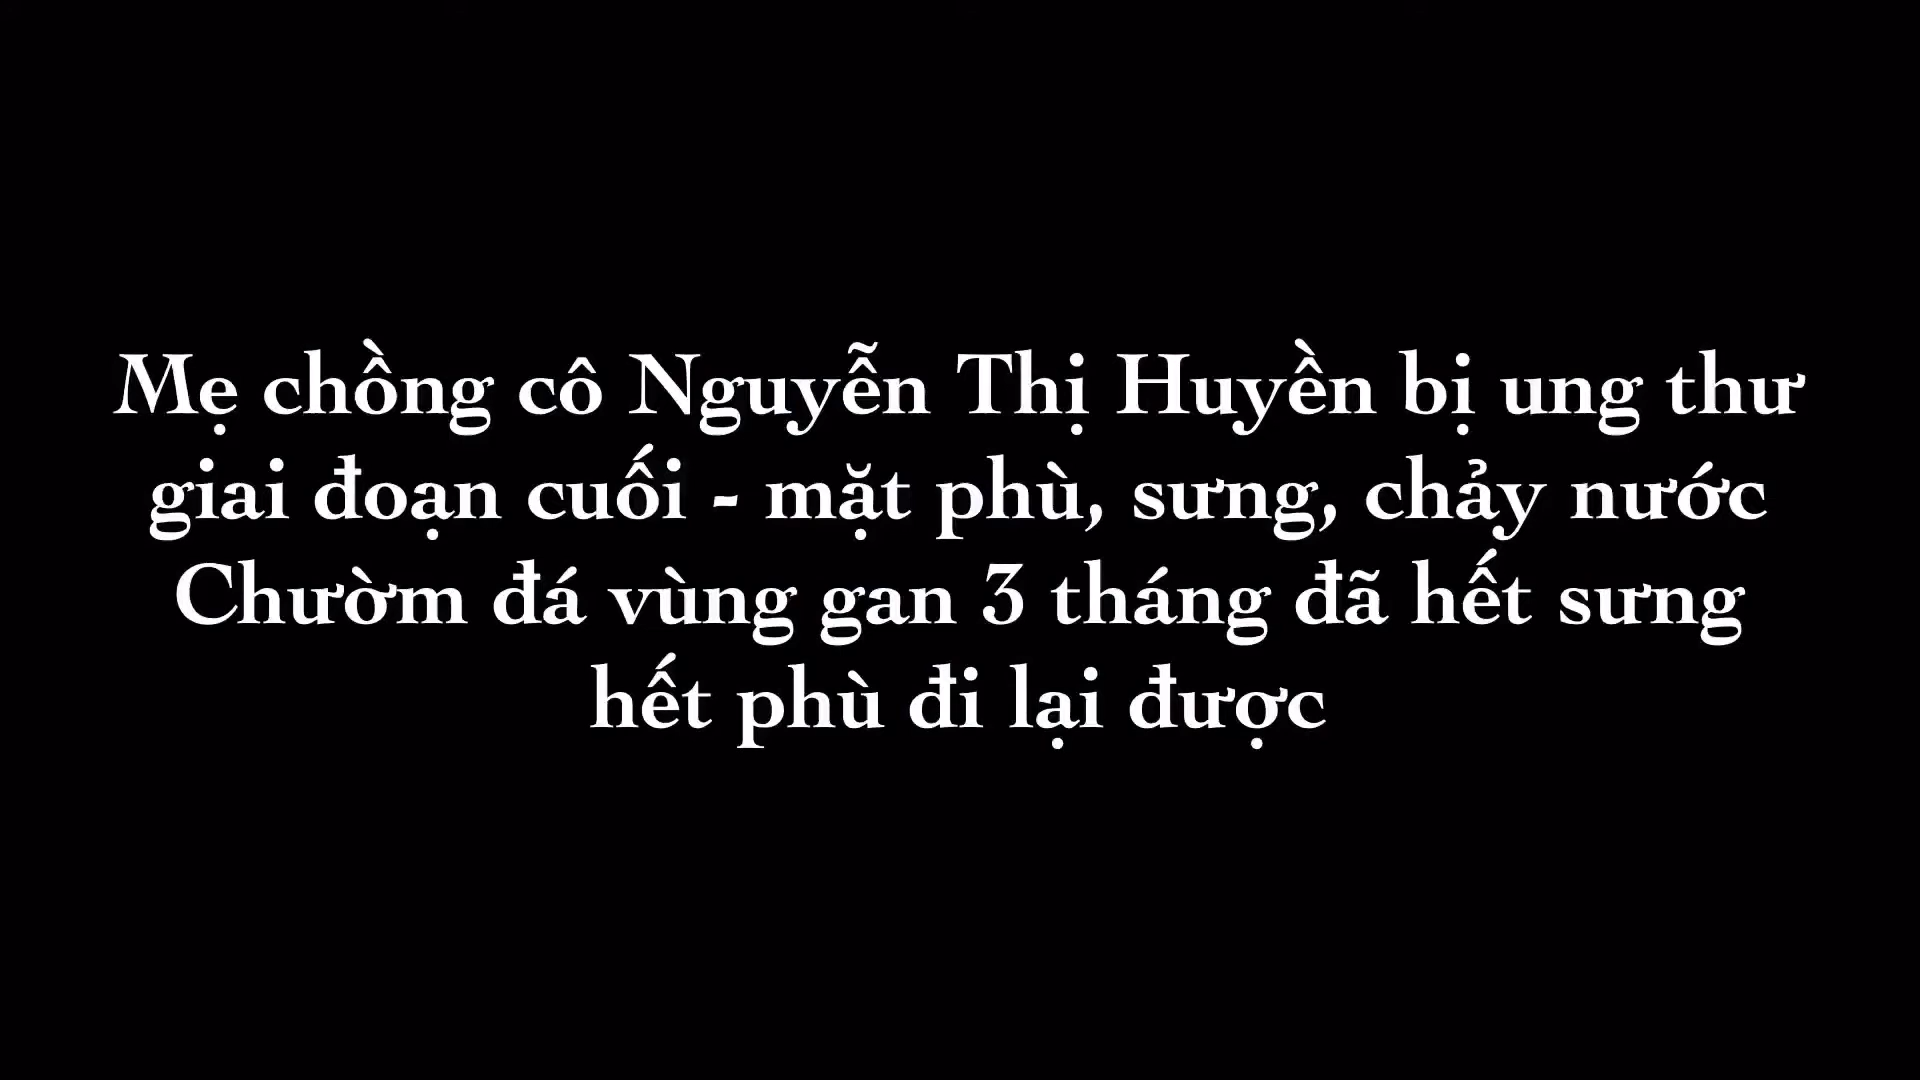 Mẹ chồng cô Nguyễn Thị Huyền bị ung thư
giai đoạn cuối - mặt phù, sưng, chảy nước
Chườm đá vùng gan 3 tháng đã hết sưng
hết phù đi lại được